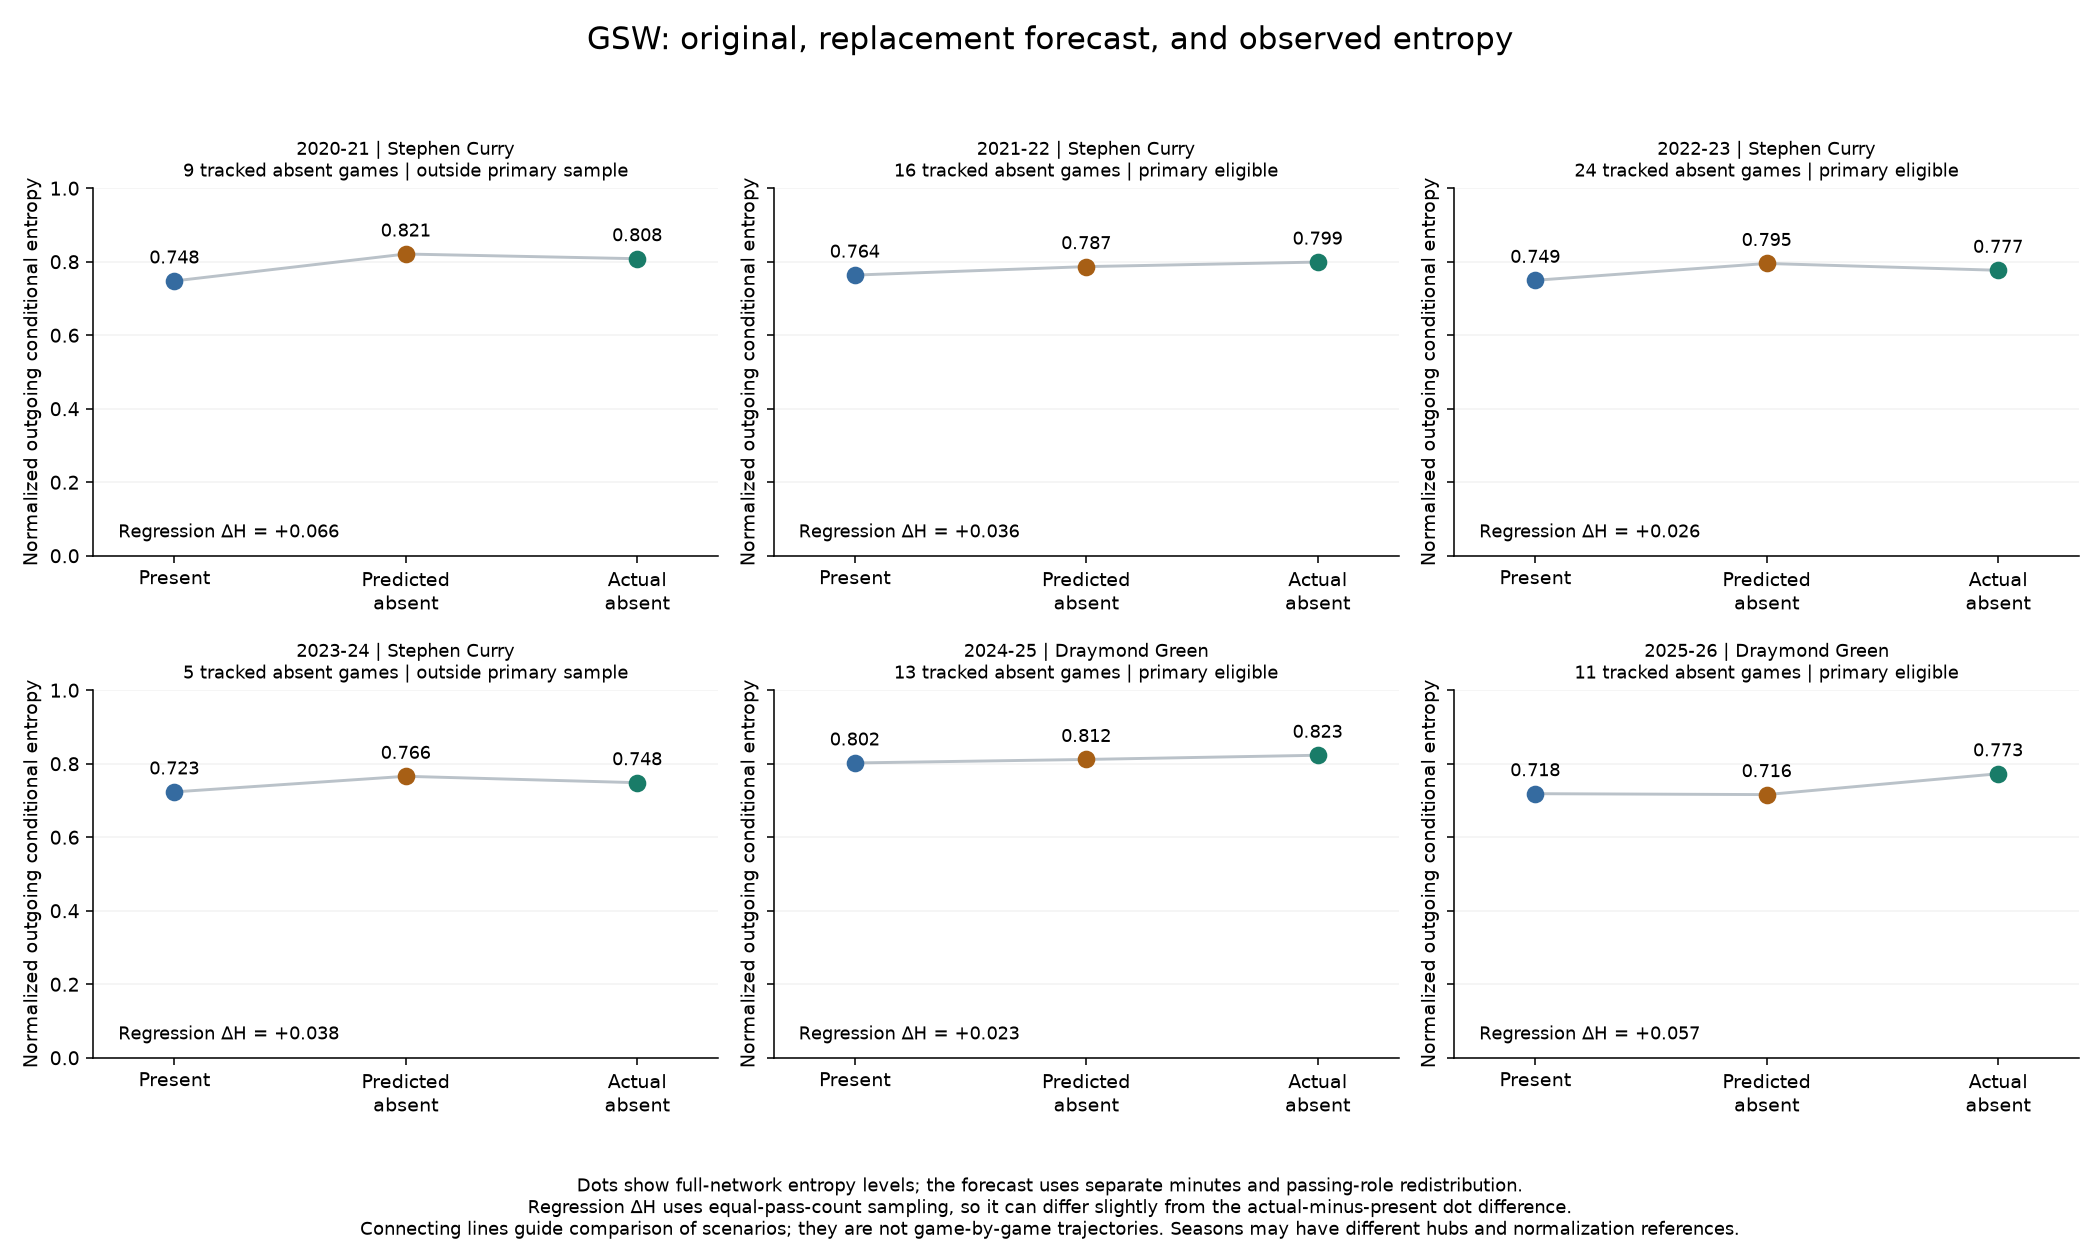 GSW: original, replacement forecast, and observed entropy
2020-21 | Stephen Curry
9 tracked absent games | outside primary sample
Normalized outgoing conditional entropy
1.0
0.8
0.6
0.4
0.2
0.0
0.748
0.821
0.808
Regression ΔH = +0.066
Present
Predicted
absent
Actual
absent
2021-22 | Stephen Curry
16 tracked absent games | primary eligible
Normalized outgoing conditional entropy
0.764
0.787
0.799
Regression ΔH = +0.036
Present
Predicted
absent
Actual
absent
2022-23 | Stephen Curry
24 tracked absent games | primary eligible
Normalized outgoing conditional entropy
0.749
0.795
0.777
Regression ΔH = +0.026
Present
Predicted
absent
Actual
absent
2023-24 | Stephen Curry
5 tracked absent games | outside primary sample
Normalized outgoing conditional entropy
1.0
0.8
0.6
0.4
0.2
0.0
0.723
0.766
0.748
Regression ΔH = +0.038
Present
Predicted
absent
Actual
absent
2024-25 | Draymond Green
13 tracked absent games | primary eligible
Normalized outgoing conditional entropy
0.802
0.812
0.823
Regression ΔH = +0.023
Present
Predicted
absent
Actual
absent
2025-26 | Draymond Green
11 tracked absent games | primary eligible
Normalized outgoing conditional entropy
0.718
0.716
0.773
Regression ΔH = +0.057
Present
Predicted
absent
Actual
absent
Dots show full-network entropy levels; the forecast uses separate minutes and passing-role redistribution.
Regression ΔH uses equal-pass-count sampling, so it can differ slightly from the actual-minus-present dot difference.
Connecting lines guide comparison of scenarios; they are not game-by-game trajectories. Seasons may have different hubs and normalization references.